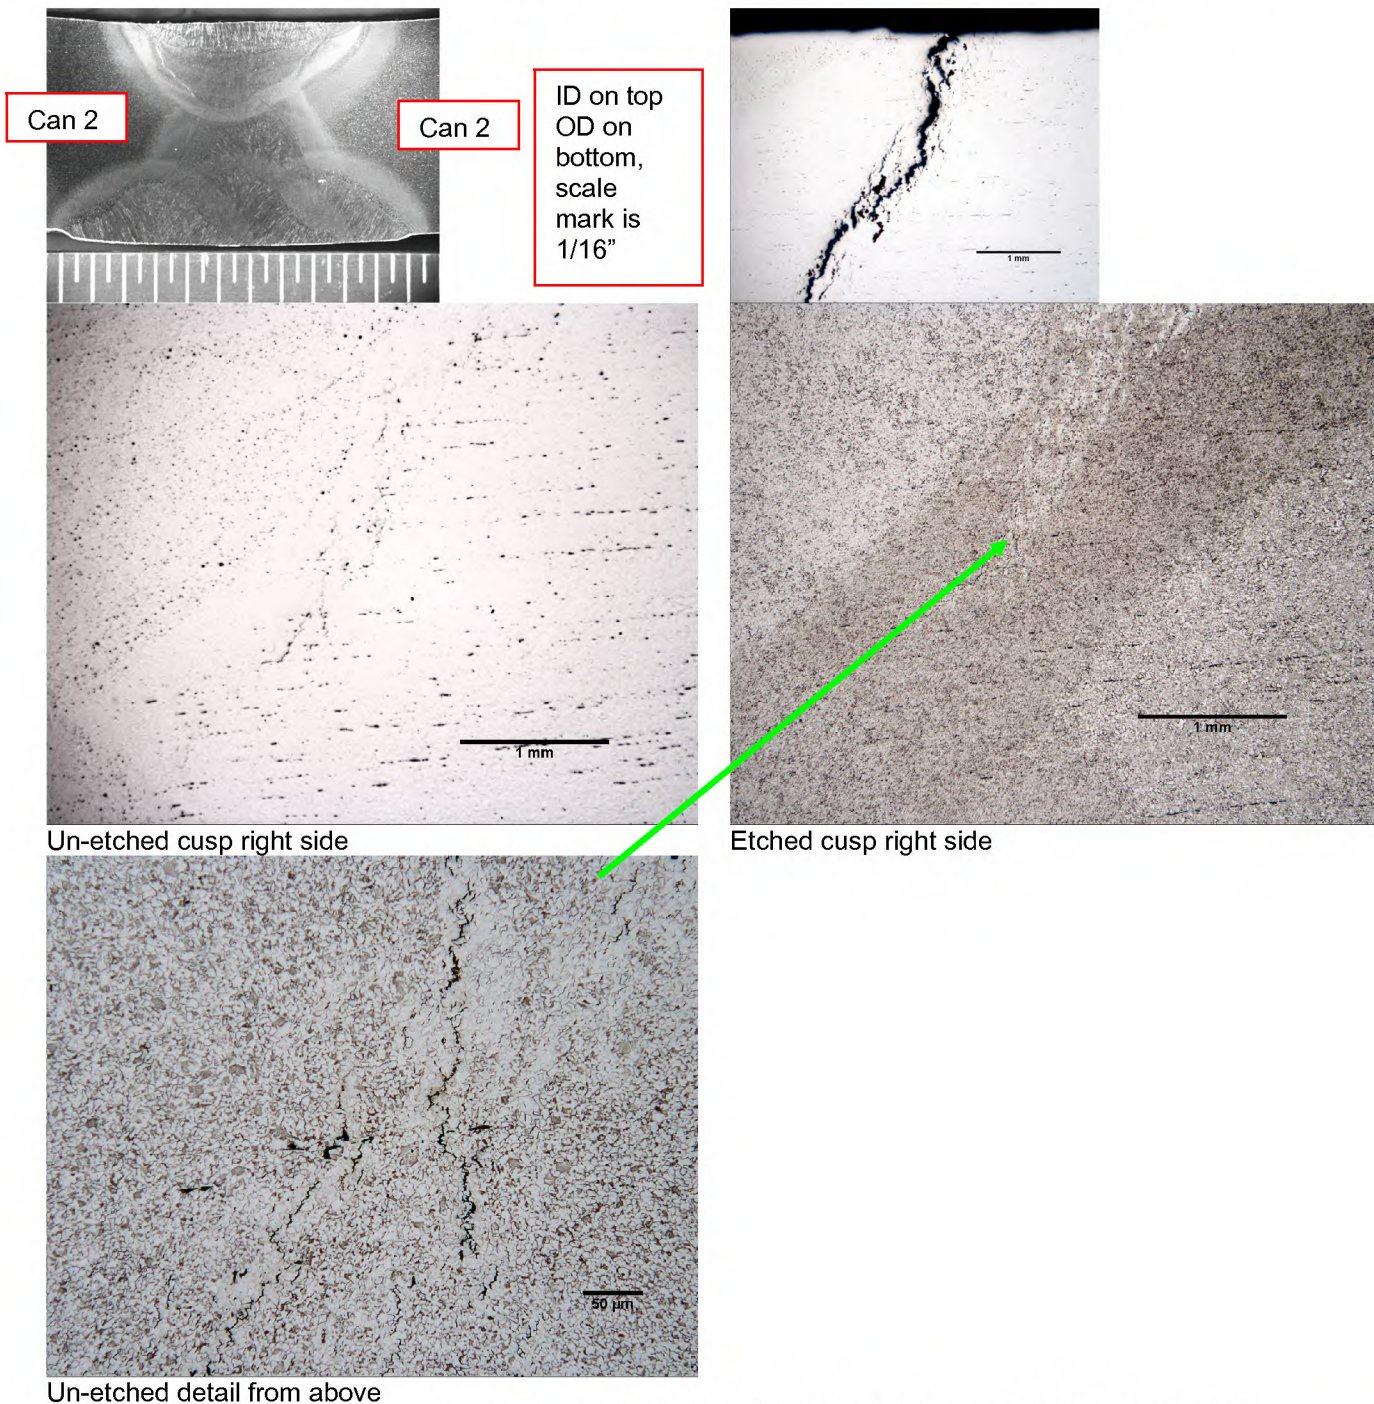 Can 2
Can 2
ID on top
OD on
bottom,
scale
mark is
1/16”
1 mm
1 mm
1 mm
Un-etched cusp right side
Etched cusp right side
50 µm
Un-etched detail from above